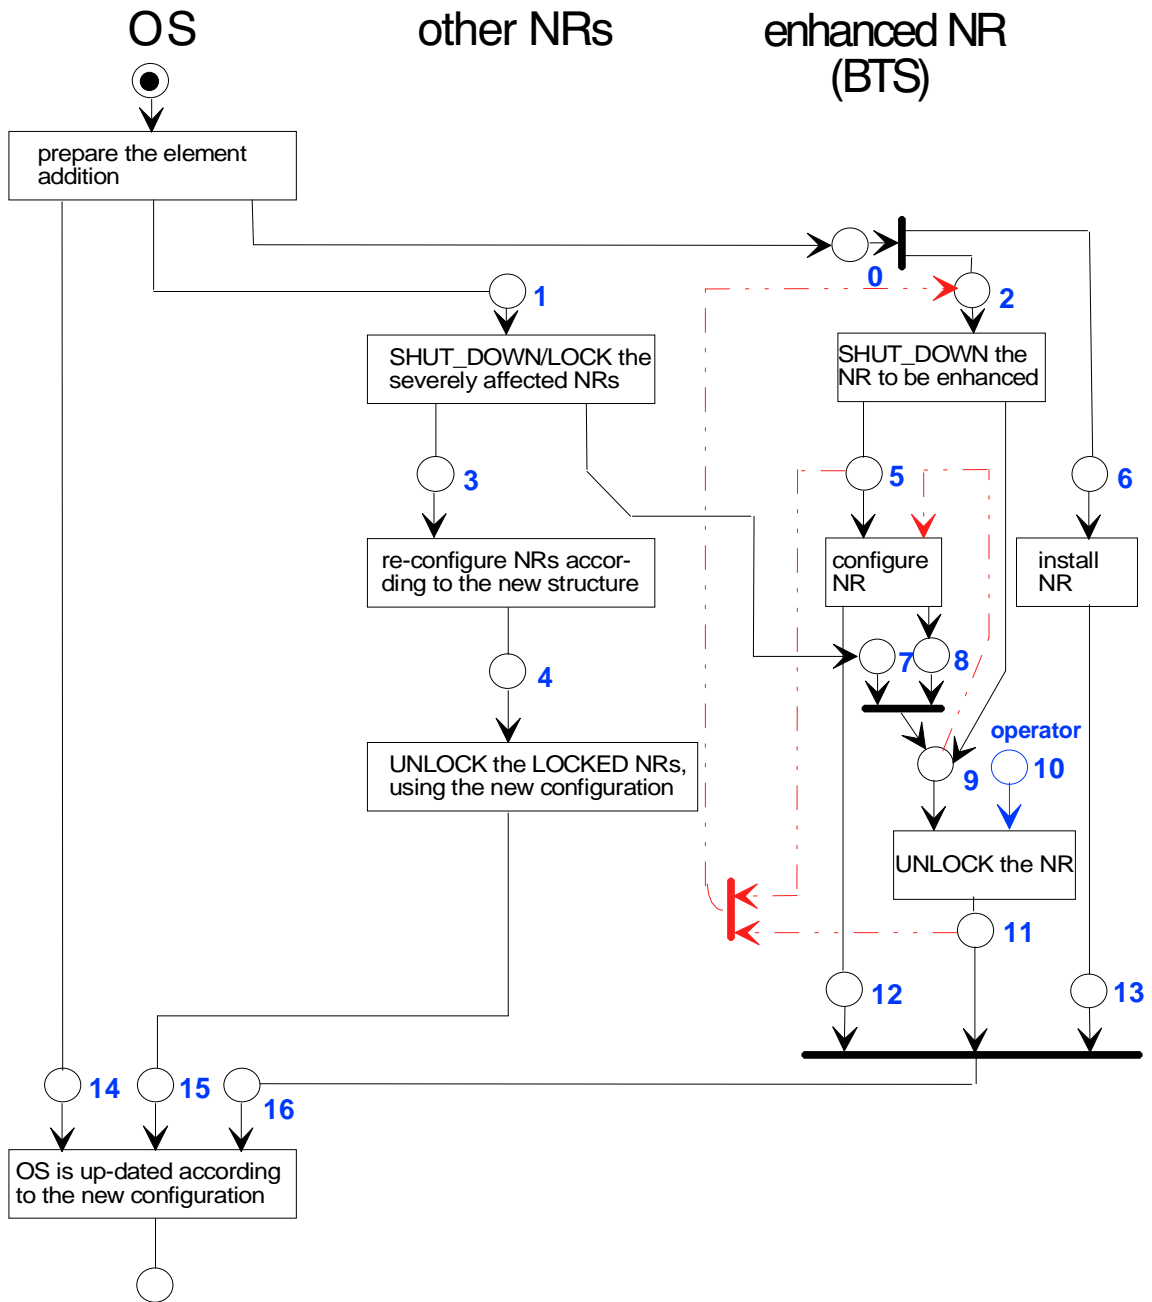 OS
other NRs
enhanced NR
(BTS)
prepare the element
addition
0
1
2
SHUT_DOWN/LOCK the
severely affected NRs
SHUT_DOWN the
NR to be enhanced
3
5
6
re-configure NRs accor-
ding to the new structure
configure
NR
install
NR
4
7
8
operator
9
10
UNLOCK the LOCKED NRs,
using the new configuration
UNLOCK the NR
11
12
13
14
15
16
OS is up-dated according
to the new configuration